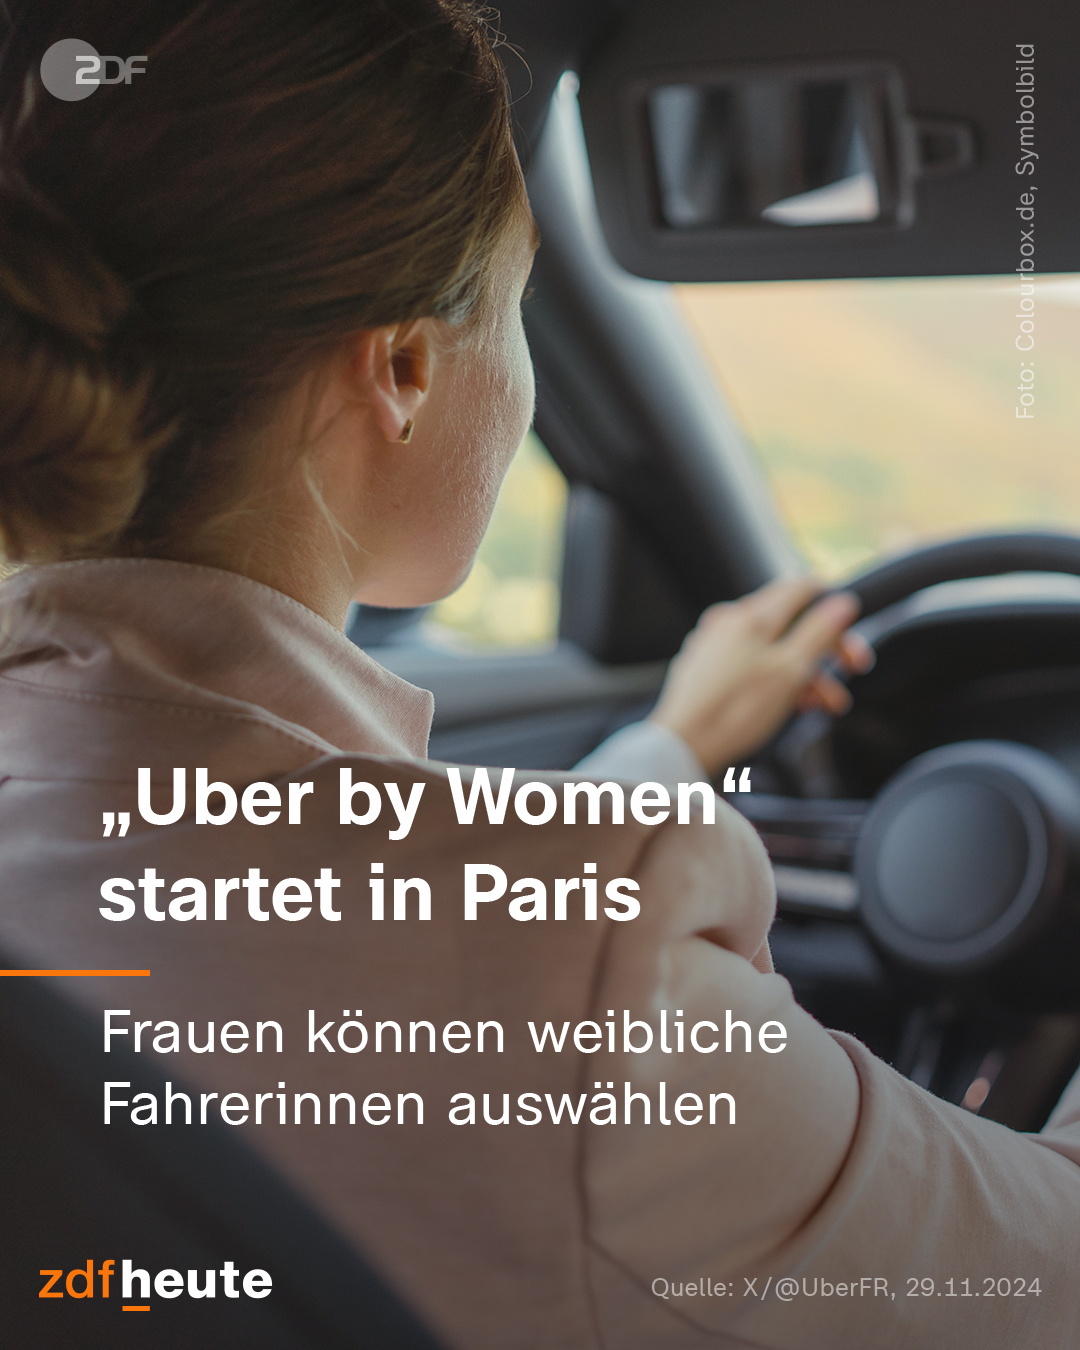 ZDF
Foto: Colourbox.de, Symbolbild
„Uber by Women“
startet in Paris
Frauen können weibliche
Fahrerinnen auswählen
zdfheute
Quelle: X/@UberFR, 29.11.2024